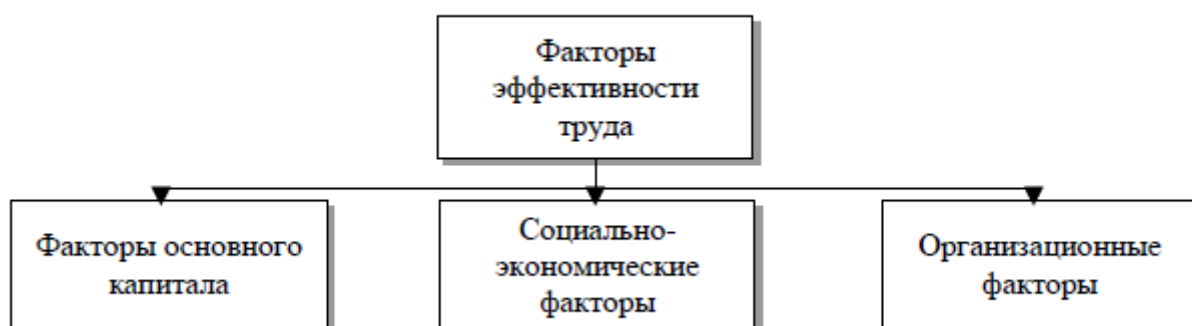 Факторы
эффективности
труда
Факторы основного
капитала
Социально-
экономические
факторы
Организационные
факторы